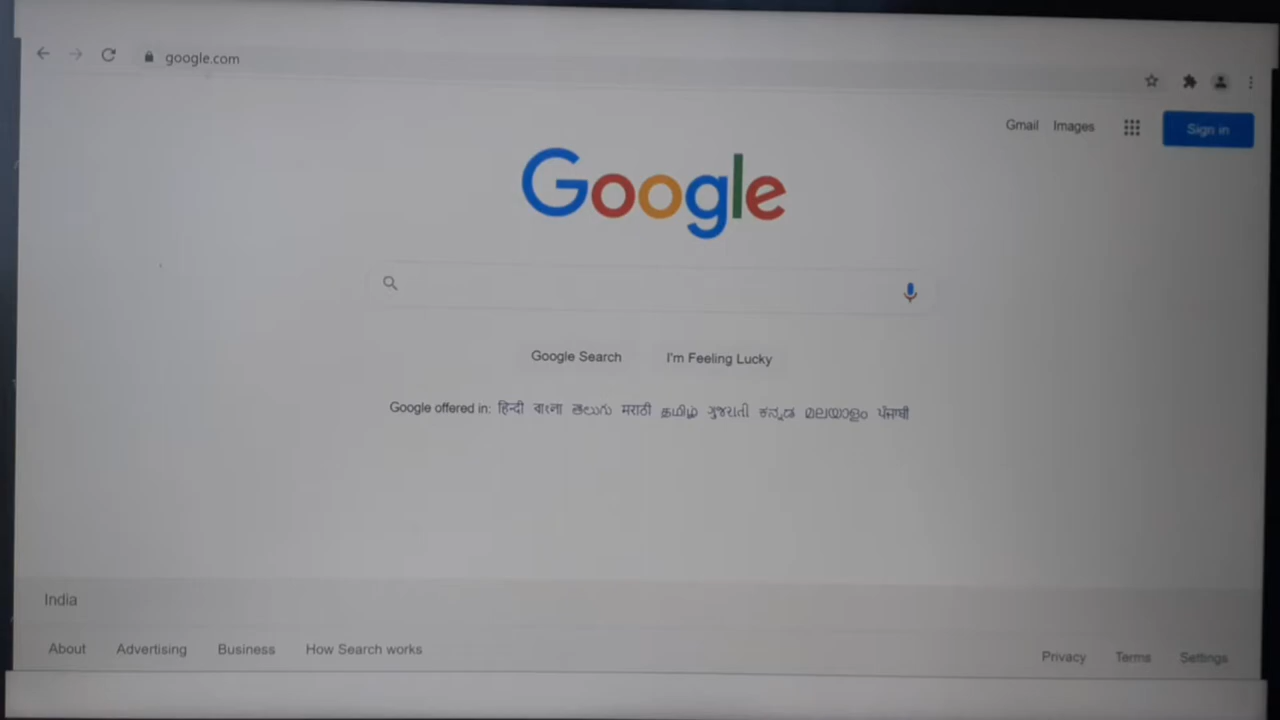 google.com
Gmail Images Sign in
Google
Google Search I'm Feeling Lucky
Google offered in: हिन्दी বাংলা తెలుగు मराठी தமிழ் ગુજરાતી ಕನ್ನಡ മലയാളം ਪੰਜਾਬੀ
India
About Advertising Business How Search works
Privacy Terms Settings